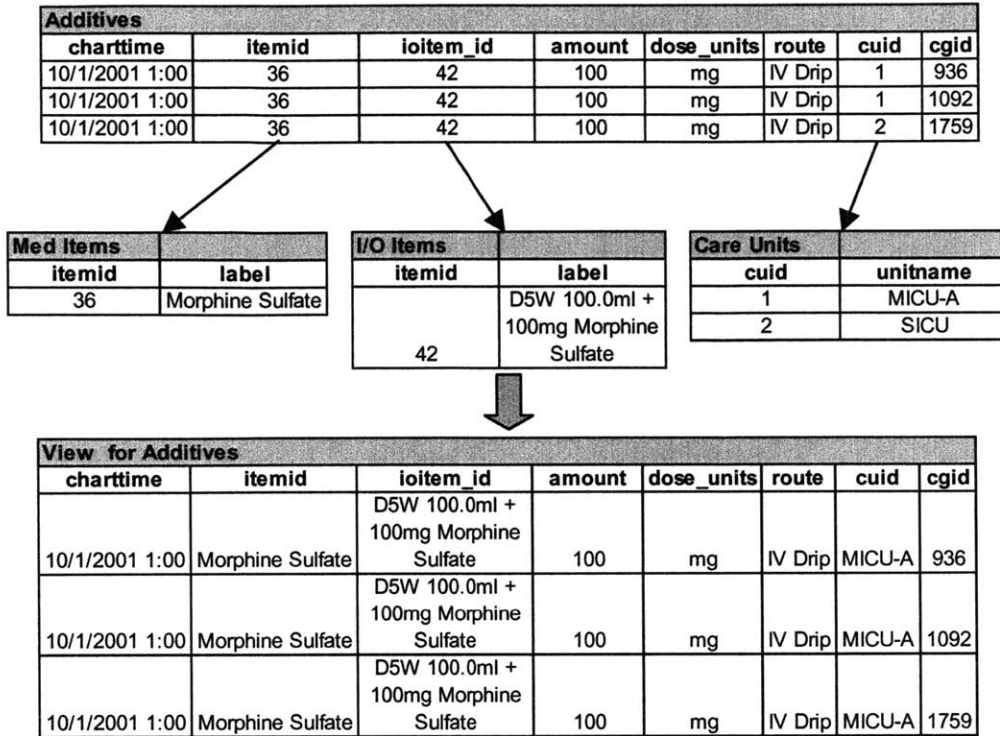 Additives
charttime itemid ioitem_id amount dose_units route cuid cgid
10/1/2001 1:00 36 42 100 mg IV Drip 1 936
10/1/2001 1:00 36 42 100 mg IV Drip 1 1092
10/1/2001 1:00 36 42 100 mg IV Drip 2 1759
Med Items
itemid label
36 Morphine Sulfate
I/O Items
itemid label
D5W 100.0ml +
100mg Morphine
42 Sulfate
Care Units
cuid unitname
1 MICU-A
2 SICU
View for Additives
charttime itemid ioitem_id amount dose_units route cuid cgid
D5W 100.0ml +
100mg Morphine
10/1/2001 1:00 Morphine Sulfate Sulfate 100 mg IV Drip MICU-A 936
D5W 100.0ml +
100mg Morphine
10/1/2001 1:00 Morphine Sulfate Sulfate 100 mg IV Drip MICU-A 1092
D5W 100.0ml +
100mg Morphine
10/1/2001 1:00 Morphine Sulfate Sulfate 100 mg IV Drip MICU-A 1759